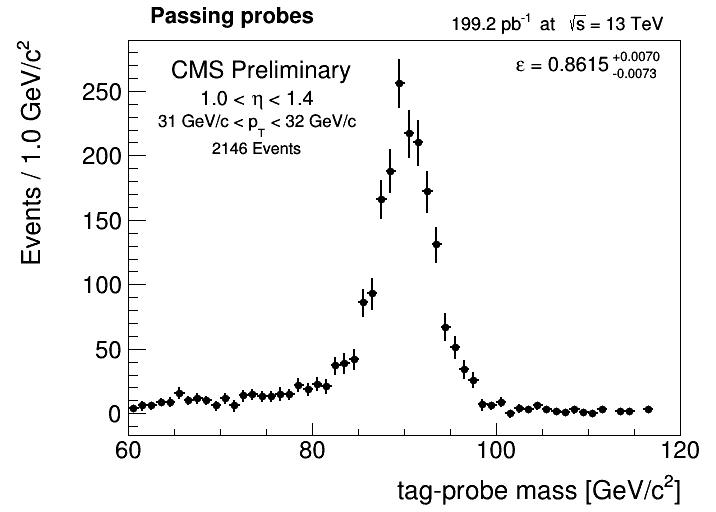 Passing probes
199.2 pb⁻¹ at √s = 13 TeV
CMS Preliminary
1.0 < η < 1.4
31 GeV/c < p_T < 32 GeV/c
2146 Events
ε = 0.8615 +0.0070 -0.0073
Events / 1.0 GeV/c²
250
200
150
100
50
0
60 80 100 120
tag-probe mass [GeV/c²]